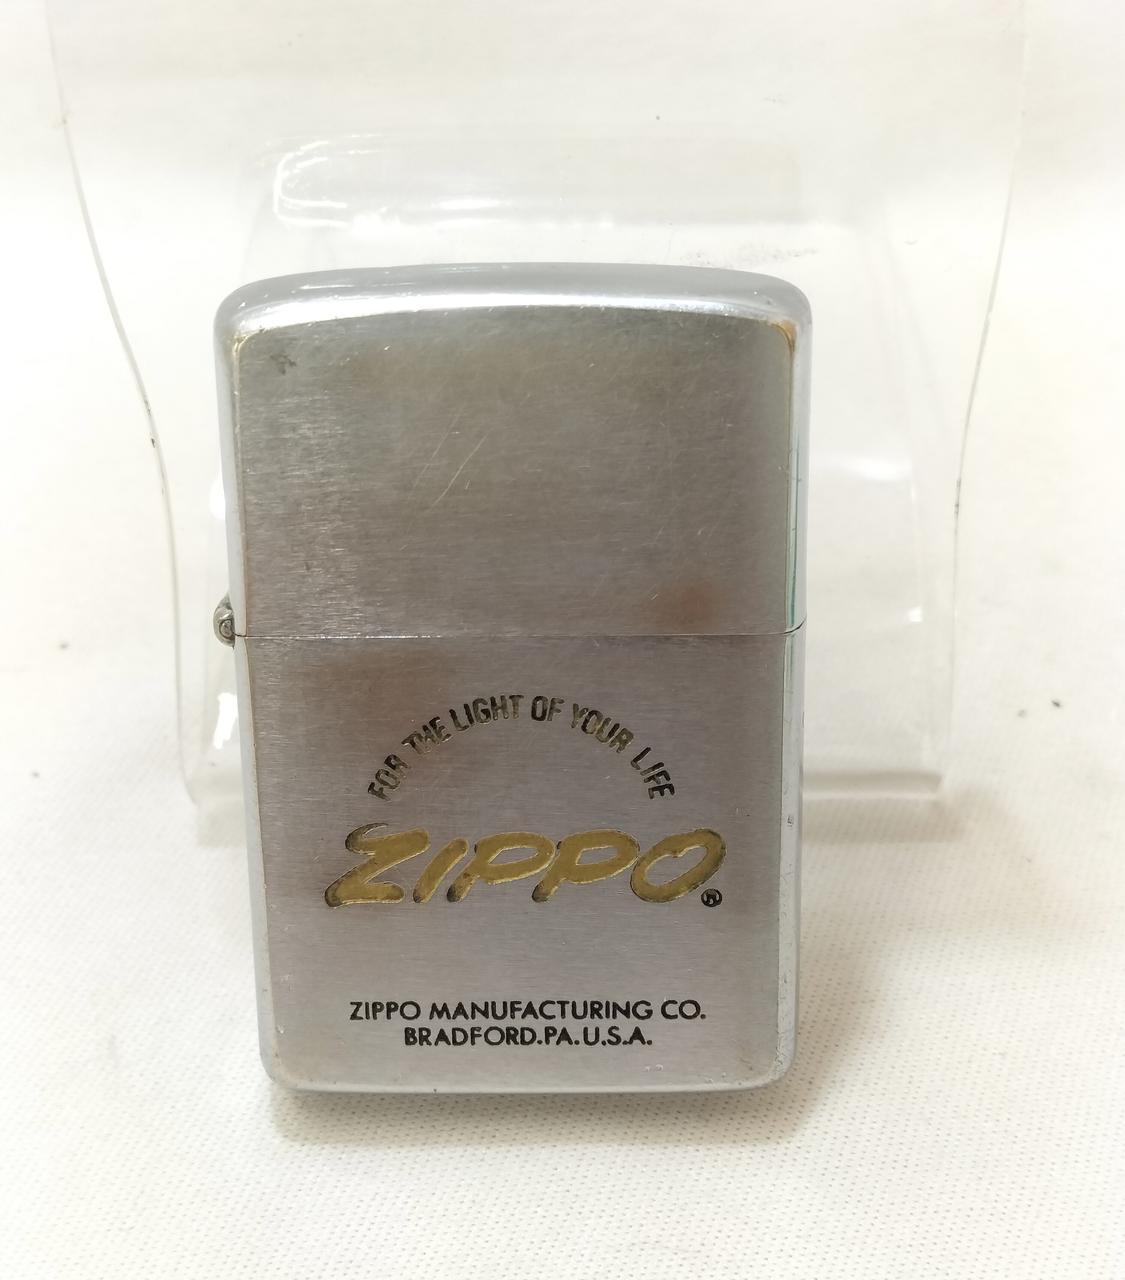 FOR THE LIGHT OF YOUR LIFE
ZIPPO®
ZIPPO MANUFACTURING CO.
BRADFORD.PA.U.S.A.